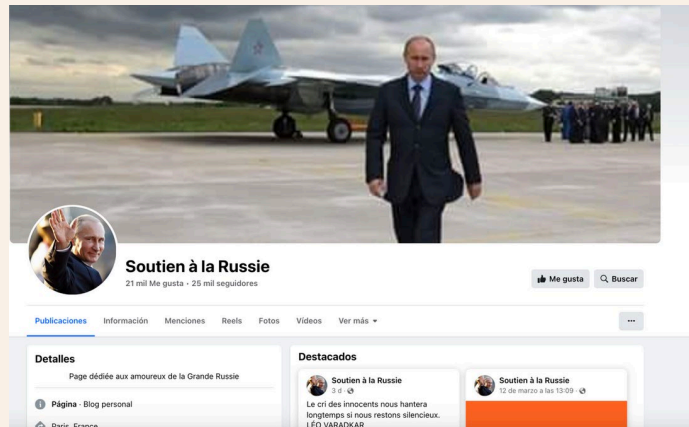 Soutien à la Russie
21 mil Me gusta • 25 mil seguidores
Me gusta
Buscar
Publicaciones Información Menciones Reels Fotos Vídeos Ver más
Detalles
Page dédiée aux amoureux de la Grande Russie
Página · Blog personal
Paris, France
Destacados
Soutien à la Russie
3 d ·
Le cri des innocents nous hantera
longtemps si nous restons silencieux.
LÉO VARADKAR
Soutien à la Russie
12 de marzo a las 13:09 ·